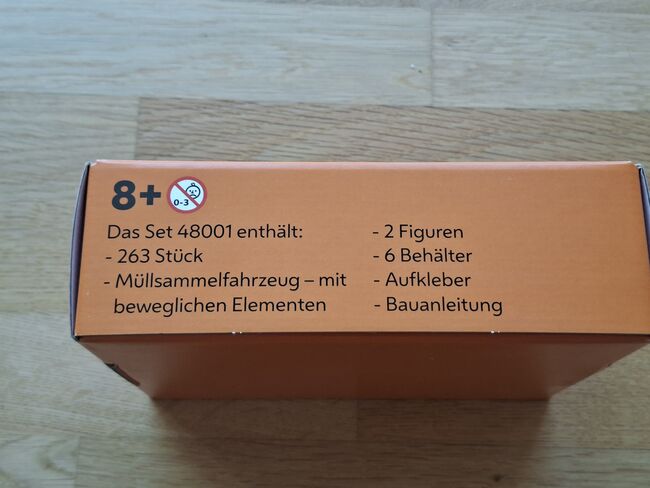 8+
0-3
Das Set 48001 enthält:
- 263 Stück
- Müllsammelfahrzeug – mit
beweglichen Elementen
- 2 Figuren
- 6 Behälter
- Aufkleber
- Bauanleitung